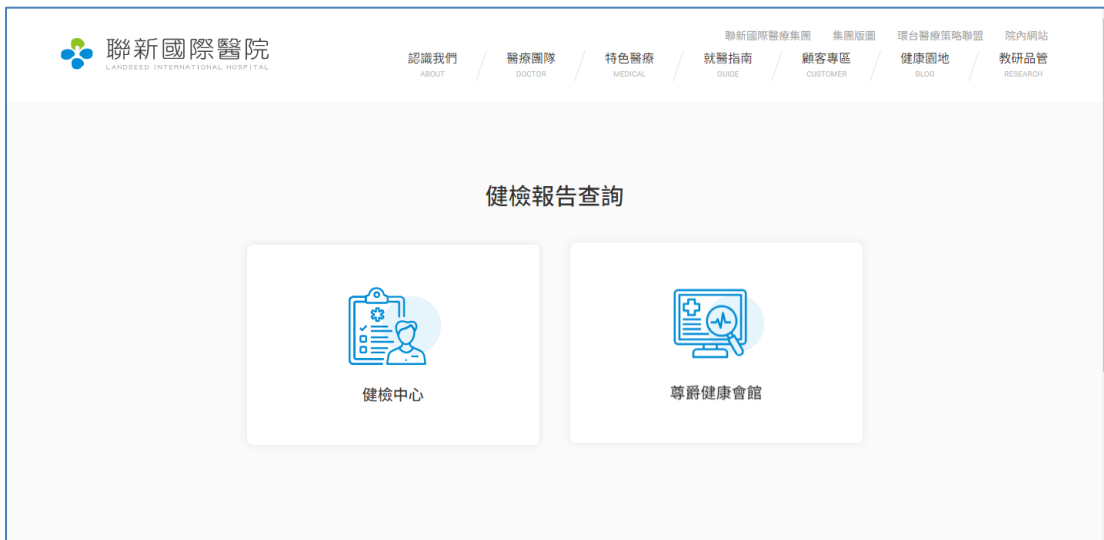 聯新國際醫院
LANDSEED INTERNATIONAL HOSPITAL
聯新國際醫療集團 集團版圖 環台醫療策略聯盟 院內網站
認識我們 醫療團隊 特色醫療 就醫指南 顧客專區 健康園地 教研品管
ABOUT DOCTOR MEDICAL GUIDE CUSTOMER BLOG RESEARCH
健檢報告查詢
健檢中心 尊爵健康會館